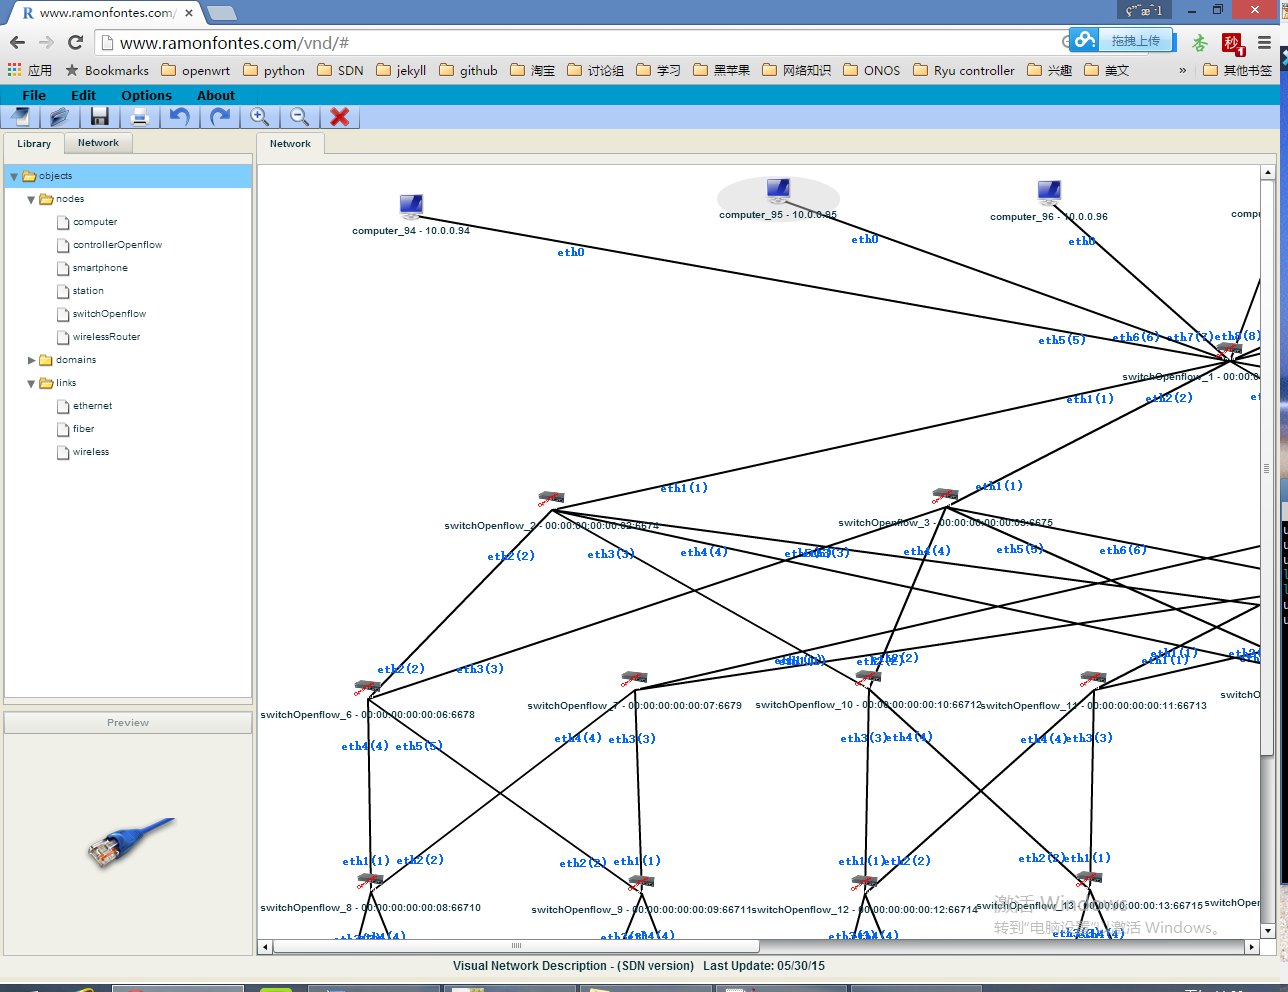 www.ramonfontes.com/
www.ramonfontes.com/vnd/#
拖拽上传
应用 Bookmarks openwrt python SDN jekyll github 淘宝 讨论组 学习 黑苹果 网络知识 ONOS Ryu controller 兴趣 美文 » 其他书签
File Edit Options About
Library Network
Network
objects
nodes
computer
controllerOpenflow
smartphone
station
switchOpenflow
wirelessRouter
domains
links
ethernet
fiber
wireless
Preview
computer_94 - 10.0.0.94
computer_95 - 10.0.0.95
computer_96 - 10.0.0.96
eth0
eth0
eth0
eth5(5) eth6(6) eth7(7) eth8(8)
switchOpenflow_1 - 00:00:0
eth1(1) eth2(2)
eth1(1) eth1(1)
switchOpenflow_2 - 00:00:00:00:00:03:6674
switchOpenflow_3 - 00:00:00:00:00:09:6675
eth2(2) eth3(3) eth4(4) eth4(4) eth5(5) eth6(6)
eth2(2) eth3(3) eth2(2) eth1(1) eth1(1)
switchOpenflow_6 - 00:00:00:00:00:06:6678
switchOpenflow_7 - 00:00:00:00:00:07:6679
switchOpenflow_10 - 00:00:00:00:00:10:66712
switchOpenflow_11 - 00:00:00:00:00:11:66713
eth4(4) eth5(5) eth4(4) eth3(3) eth3(3) eth4(4) eth4(4) eth3(3)
eth1(1) eth2(2) eth2(2) eth1(1) eth1(1) eth2(2) eth2(2) eth1(1)
switchOpenflow_8 - 00:00:00:00:00:08:66710
switchOpenflow_9 - 00:00:00:00:00:09:66711
switchOpenflow_12 - 00:00:00:00:00:12:66714
switchOpenflow_13 - 00:00:00:00:00:13:66715
激活 Windows
转到"电脑设置"以激活 Windows。
Visual Network Description - (SDN version) Last Update: 05/30/15